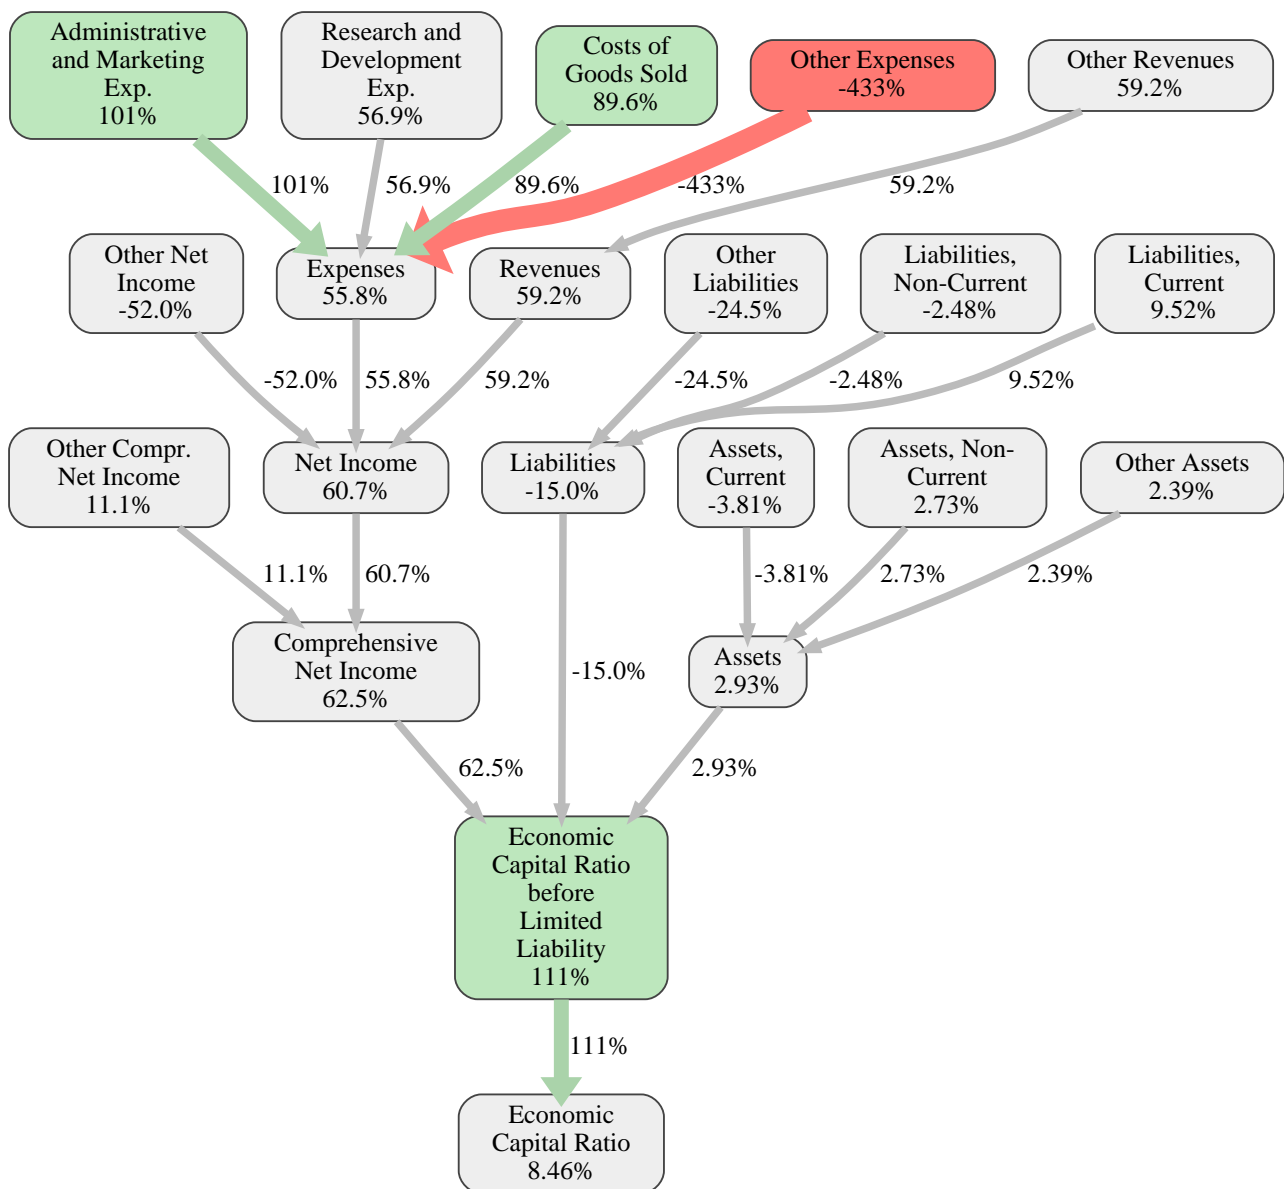 Administrative
and Marketing
Exp.
101%
Research and
Development
Exp.
56.9%
Costs of
Goods Sold
89.6%
Other Expenses
-433%
Other Revenues
59.2%
101%
56.9%
89.6%
-433%
59.2%
Other Net
Income
-52.0%
Expenses
55.8%
Revenues
59.2%
Other
Liabilities
-24.5%
Liabilities,
Non-Current
-2.48%
Liabilities,
Current
9.52%
-52.0%
55.8%
59.2%
-24.5%
-2.48%
9.52%
Other Compr.
Net Income
11.1%
Net Income
60.7%
Liabilities
-15.0%
Assets,
Current
-3.81%
Assets, Non-
Current
2.73%
Other Assets
2.39%
11.1%
60.7%
-3.81%
2.73%
2.39%
Comprehensive
Net Income
62.5%
-15.0%
Assets
2.93%
62.5%
2.93%
Economic
Capital Ratio
before
Limited
Liability
111%
111%
Economic
Capital Ratio
8.46%